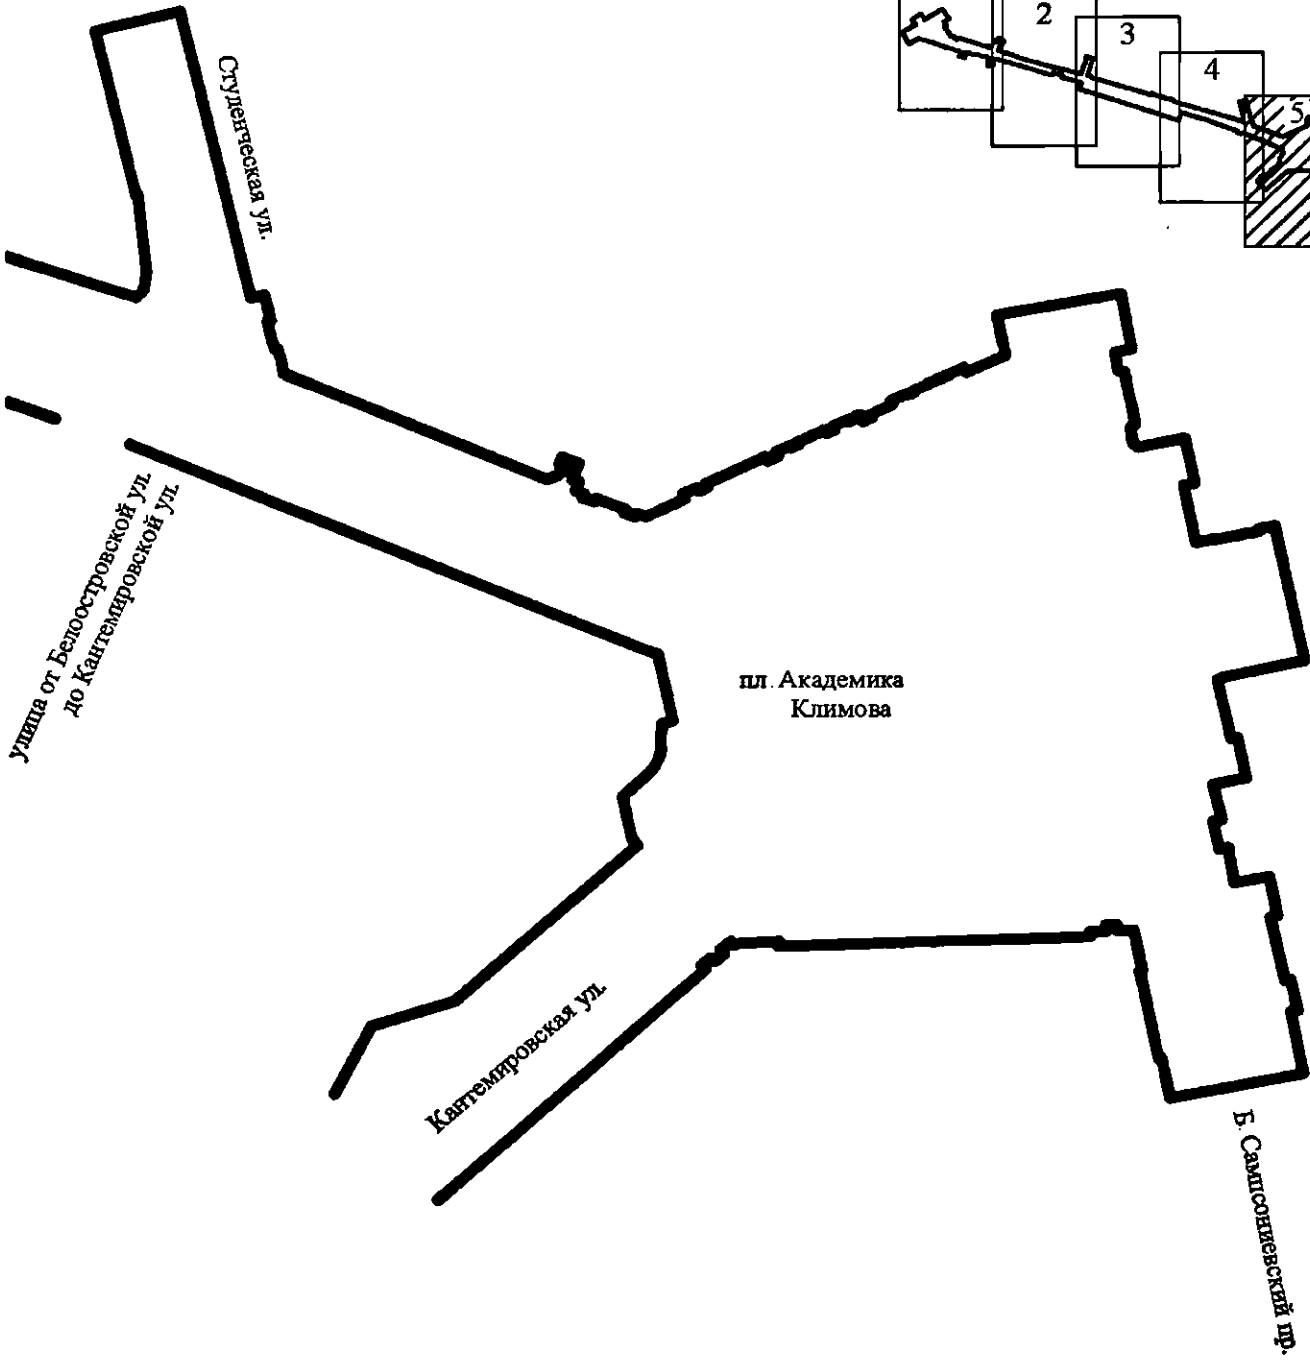 2
3
4
5
Студенческая ул.
улица от Белоостровской ул.
до Кантемировской ул.
пл. Академика
Климова
Кантемировская ул.
Б. Сампсониевский пр.